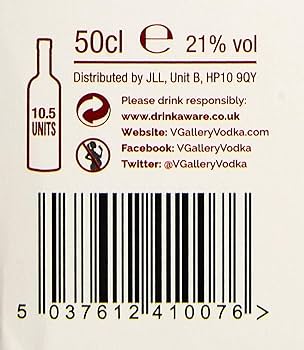 50cl ℮ 21% vol
Distributed by JLL, Unit B, HP10 9QY
10.5
UNITS
Please drink responsibly:
www.drinkaware.co.uk
Website: VGalleryVodka.com
Facebook: VGalleryVodka
Twitter: @VGalleryVodka
5 037612 410076 >